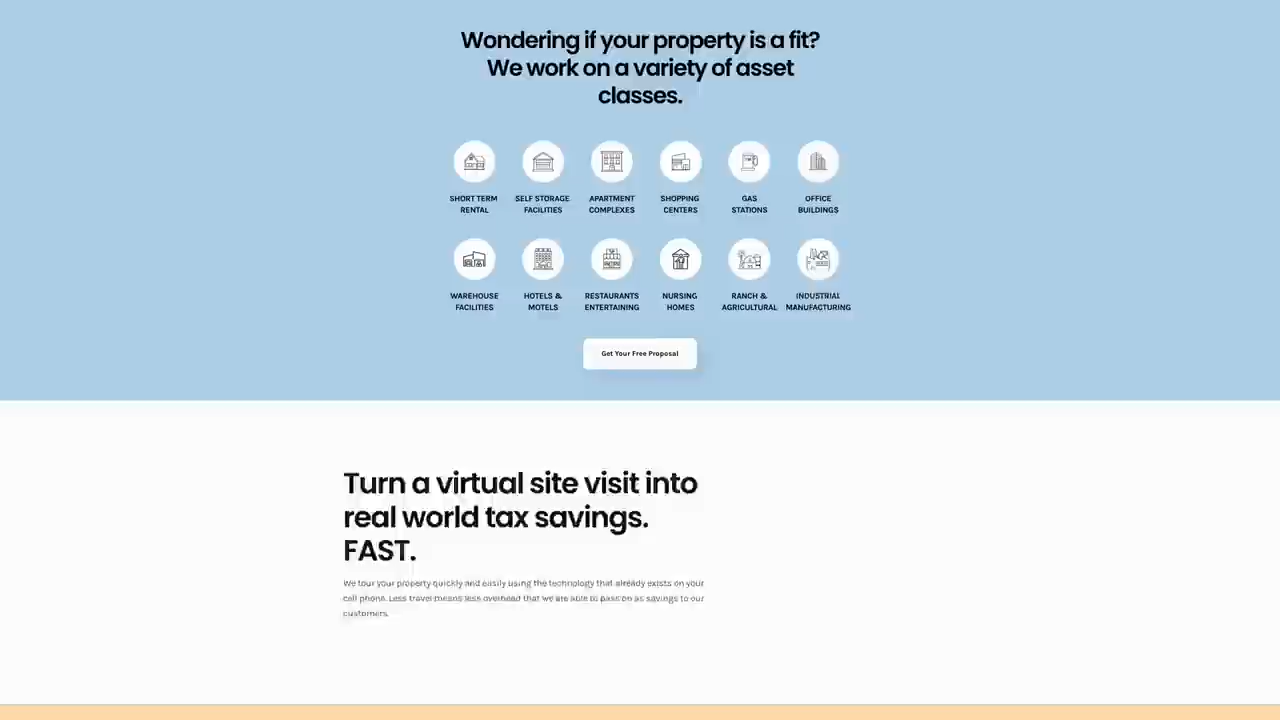 Wondering if your property is a fit?
We work on a variety of asset
classes.
SHORT TERM
RENTAL
SELF STORAGE
FACILITIES
APARTMENT
COMPLEXES
SHOPPING
CENTERS
GAS
STATIONS
OFFICE
BUILDINGS
WAREHOUSE
FACILITIES
HOTELS &
MOTELS
RESTAURANTS
ENTERTAINING
NURSING
HOMES
RANCH &
AGRICULTURAL
INDUSTRIAL
MANUFACTURING
Get Your Free Proposal
Turn a virtual site visit into
real world tax savings.
FAST.
We tour your property quickly and easily using the technology that already exists on your
cell phone. Less travel means less overhead that we are able to pass on as savings to our
customers.